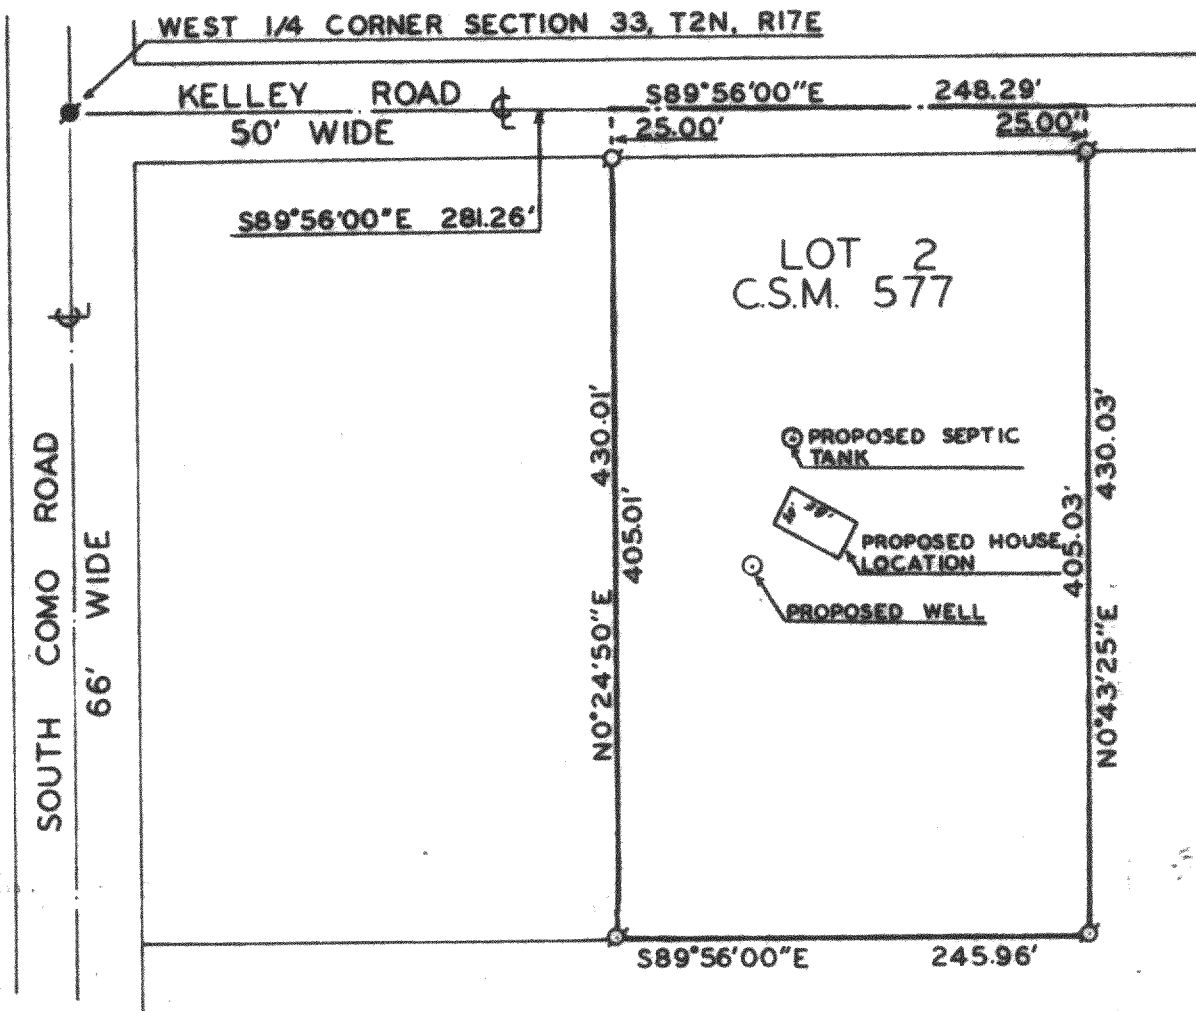 WEST 1/4 CORNER SECTION 33, T2N, R17E
KELLEY ROAD
50' WIDE
S89°56'00"E 248.29'
25.00'
25.00'
S89°56'00"E 281.26'
LOT 2
C.S.M. 577
SOUTH COMO ROAD
66' WIDE
N0°24'50"E 430.01'
405.01'
PROPOSED SEPTIC
TANK
PROPOSED HOUSE
LOCATION
PROPOSED WELL
405.03'
N0°43'25"E 430.03'
S89°56'00"E 245.96'